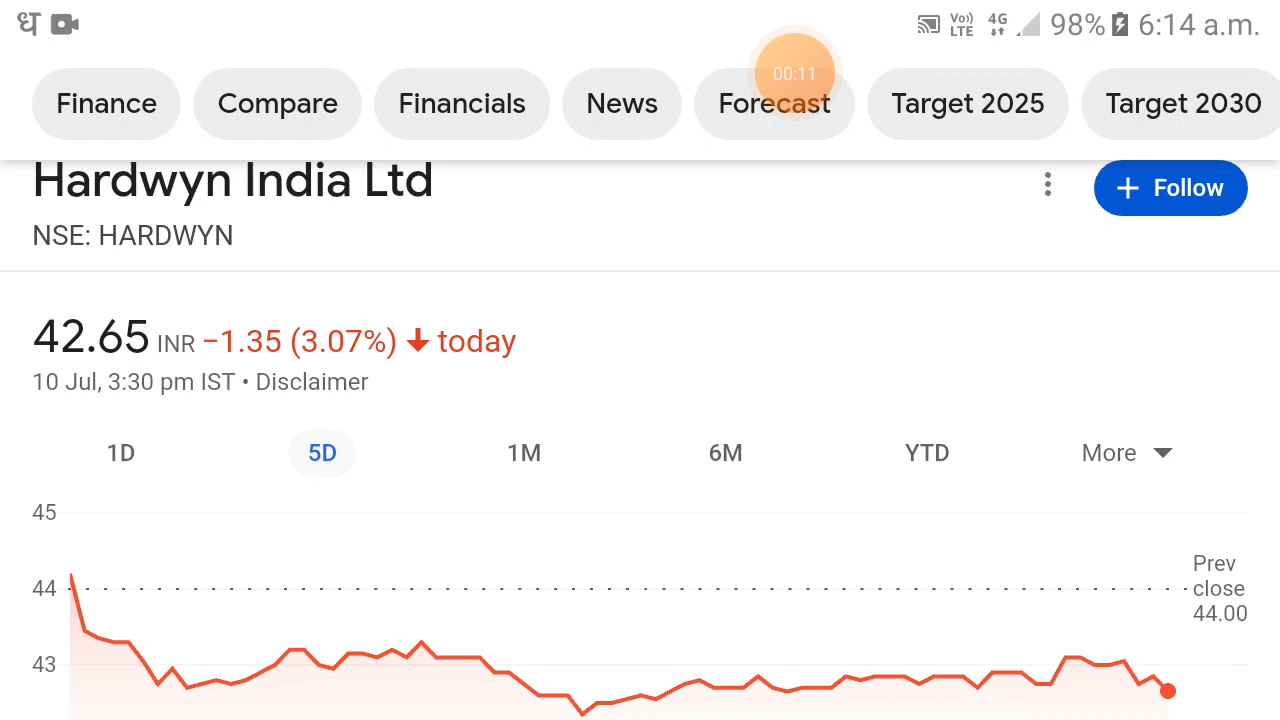 ध Vo)) LTE 4G 98% 6:14 a.m.
00:11
Finance Compare Financials News Forecast Target 2025 Target 2030
Hardwyn India Ltd
+ Follow
NSE: HARDWYN
42.65 INR −1.35 (3.07%) ↓ today
10 Jul, 3:30 pm IST • Disclaimer
1D 5D 1M 6M YTD More
45
44
Prev
close
44.00
43